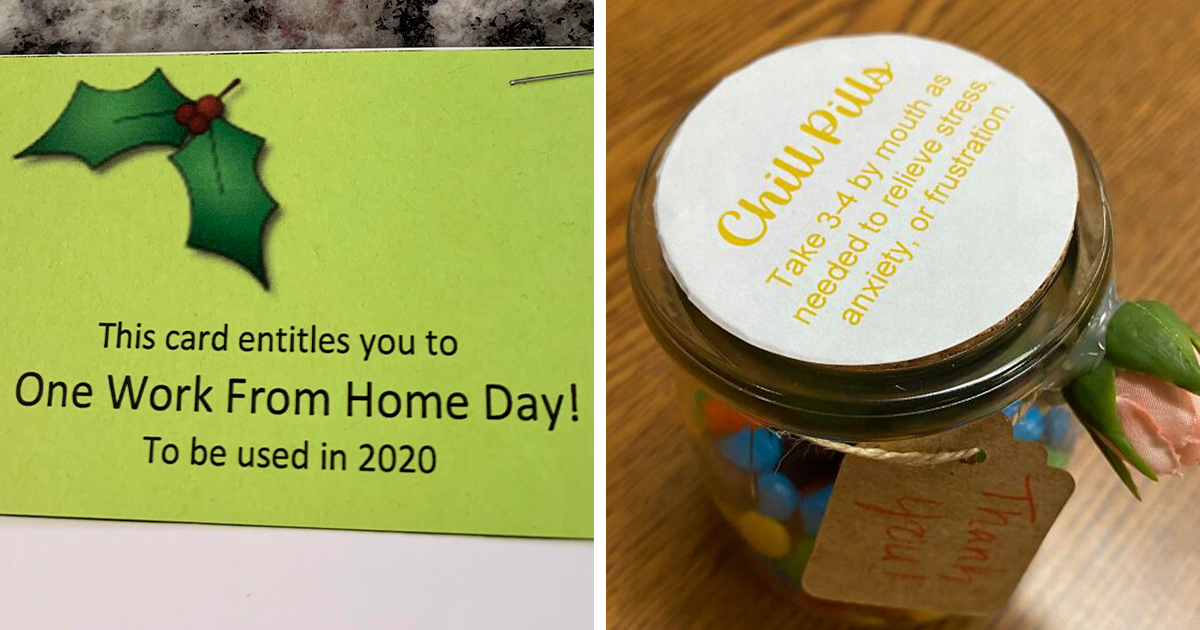 This card entitles you to
One Work From Home Day!
To be used in 2020
Chill pills
Take 3-4 by mouth as
needed to relieve stress,
anxiety, or frustration.
Thank
you!